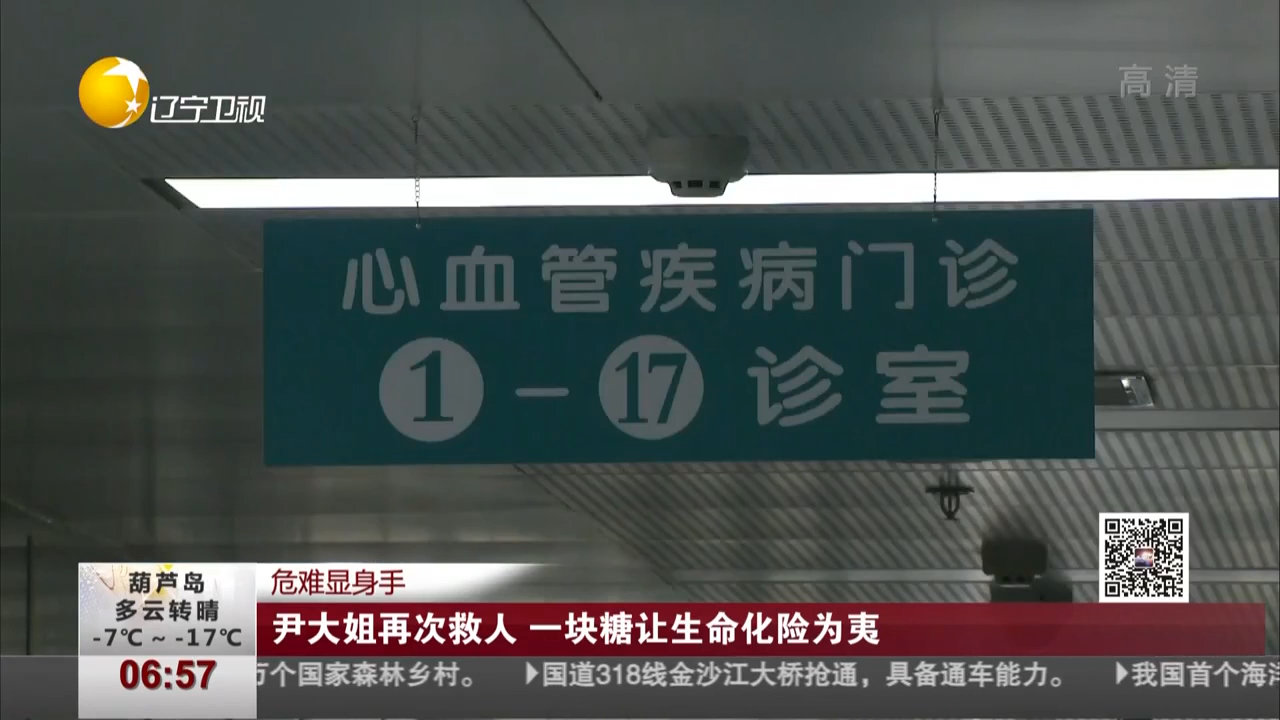 辽宁卫视
高清
心血管疾病门诊
1-17 诊室
危难显身手
尹大姐再次救人 一块糖让生命化险为夷
葫芦岛
多云转晴
-7℃～-17℃
06:57
万个国家森林乡村。 ▶国道318线金沙江大桥抢通，具备通车能力。 ▶我国首个海洋